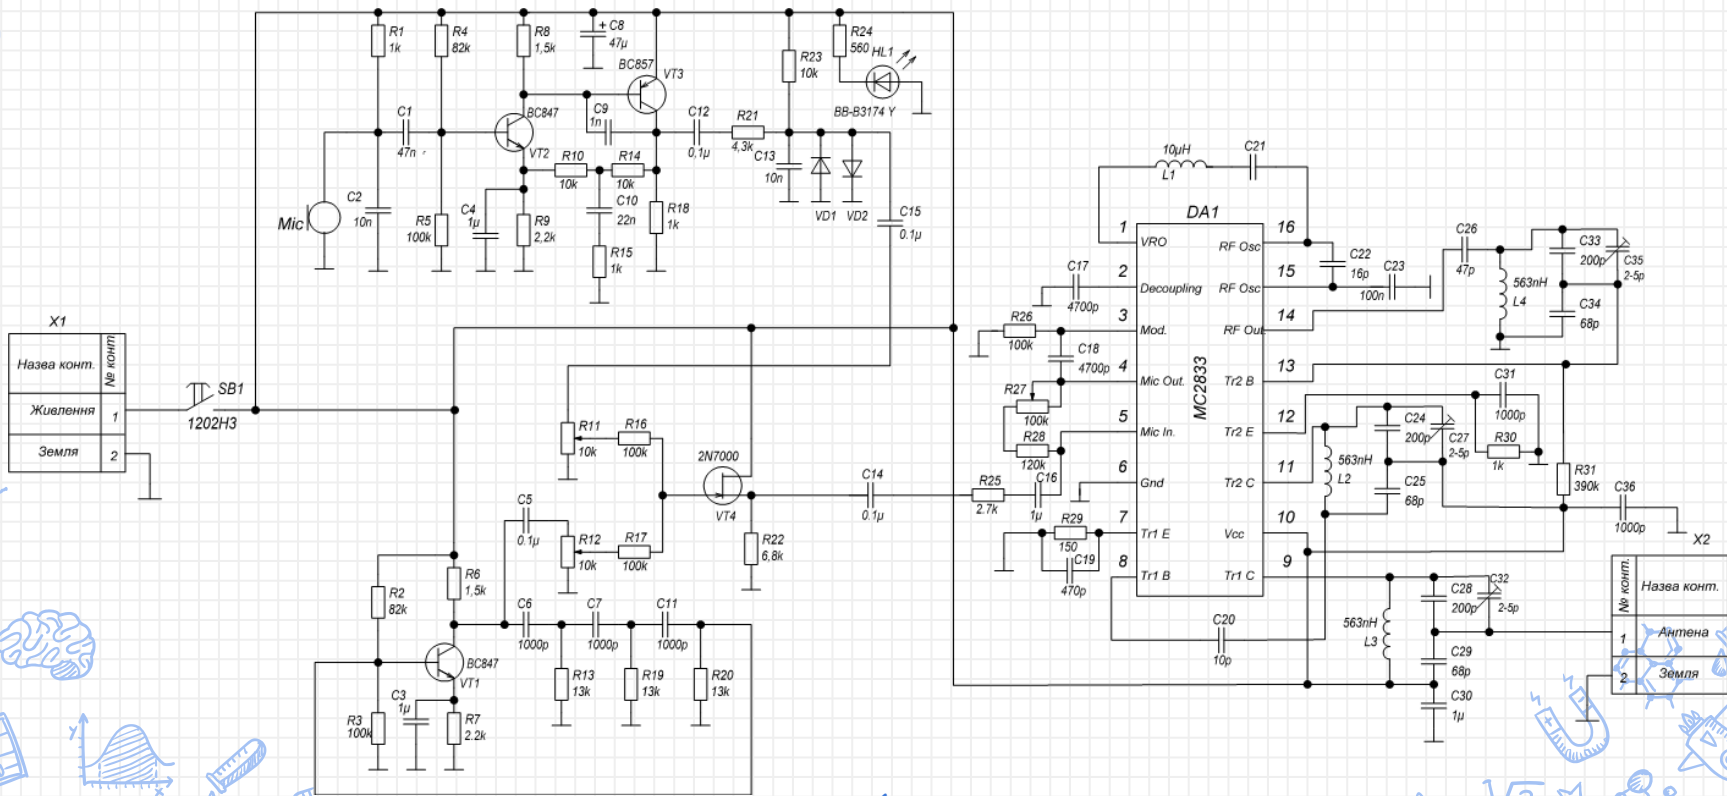 X1
Назва конт.
№ конт
Живлення
1
Земля
2
SB1
1202H3
R1
1k
R4
82k
R8
1,5k
+ C8
47µ
BC857
VT3
R23
10k
R24
560
HL1
BB-B3174 Y
C1
47n
BC847
VT2
C9
1n
C12
0,1µ
R21
4,3k
C13
10n
VD1
VD2
C15
0.1µ
Mic
C2
10n
R5
100k
C4
1µ
R9
2,2k
R10
10k
R14
10k
C10
22n
R15
1k
R18
1k
R11
10k
R16
100k
2N7000
VT4
C14
0.1µ
C5
0.1µ
R12
10k
R17
100k
R22
6,8k
R2
82k
R6
1,5k
C6
1000p
C7
1000p
C11
1000p
BC847
VT1
R3
100k
C3
1µ
R7
2.2k
R13
13k
R19
13k
R20
13k
10µH
L1
C21
DA1
MC2833
1
VRO
2
Decoupling
3
Mod.
4
Mic Out.
5
Mic In.
6
Gnd
7
Tr1 E
8
Tr1 B
16
RF Osc
15
RF Osc
14
RF Out
13
Tr2 B
12
Tr2 E
11
Tr2 C
10
Vcc
9
Tr1 C
C17
4700p
R26
100k
C18
4700p
R27
100k
R28
120k
R25
2.7k
C16
1µ
R29
150
C19
470p
C20
10p
C22
16p
C23
100n
C26
47p
563nH
L4
C33
200p
C35
2-5p
C34
68p
C31
1000p
R30
1k
C24
200p
C27
2-5p
563nH
L2
C25
68p
R31
390k
C36
1000p
C28
200p
C32
2-5p
563nH
L3
C29
68p
C30
1µ
X2
№ конт.
Назва конт.
1
Антена
2
Земля
y
x